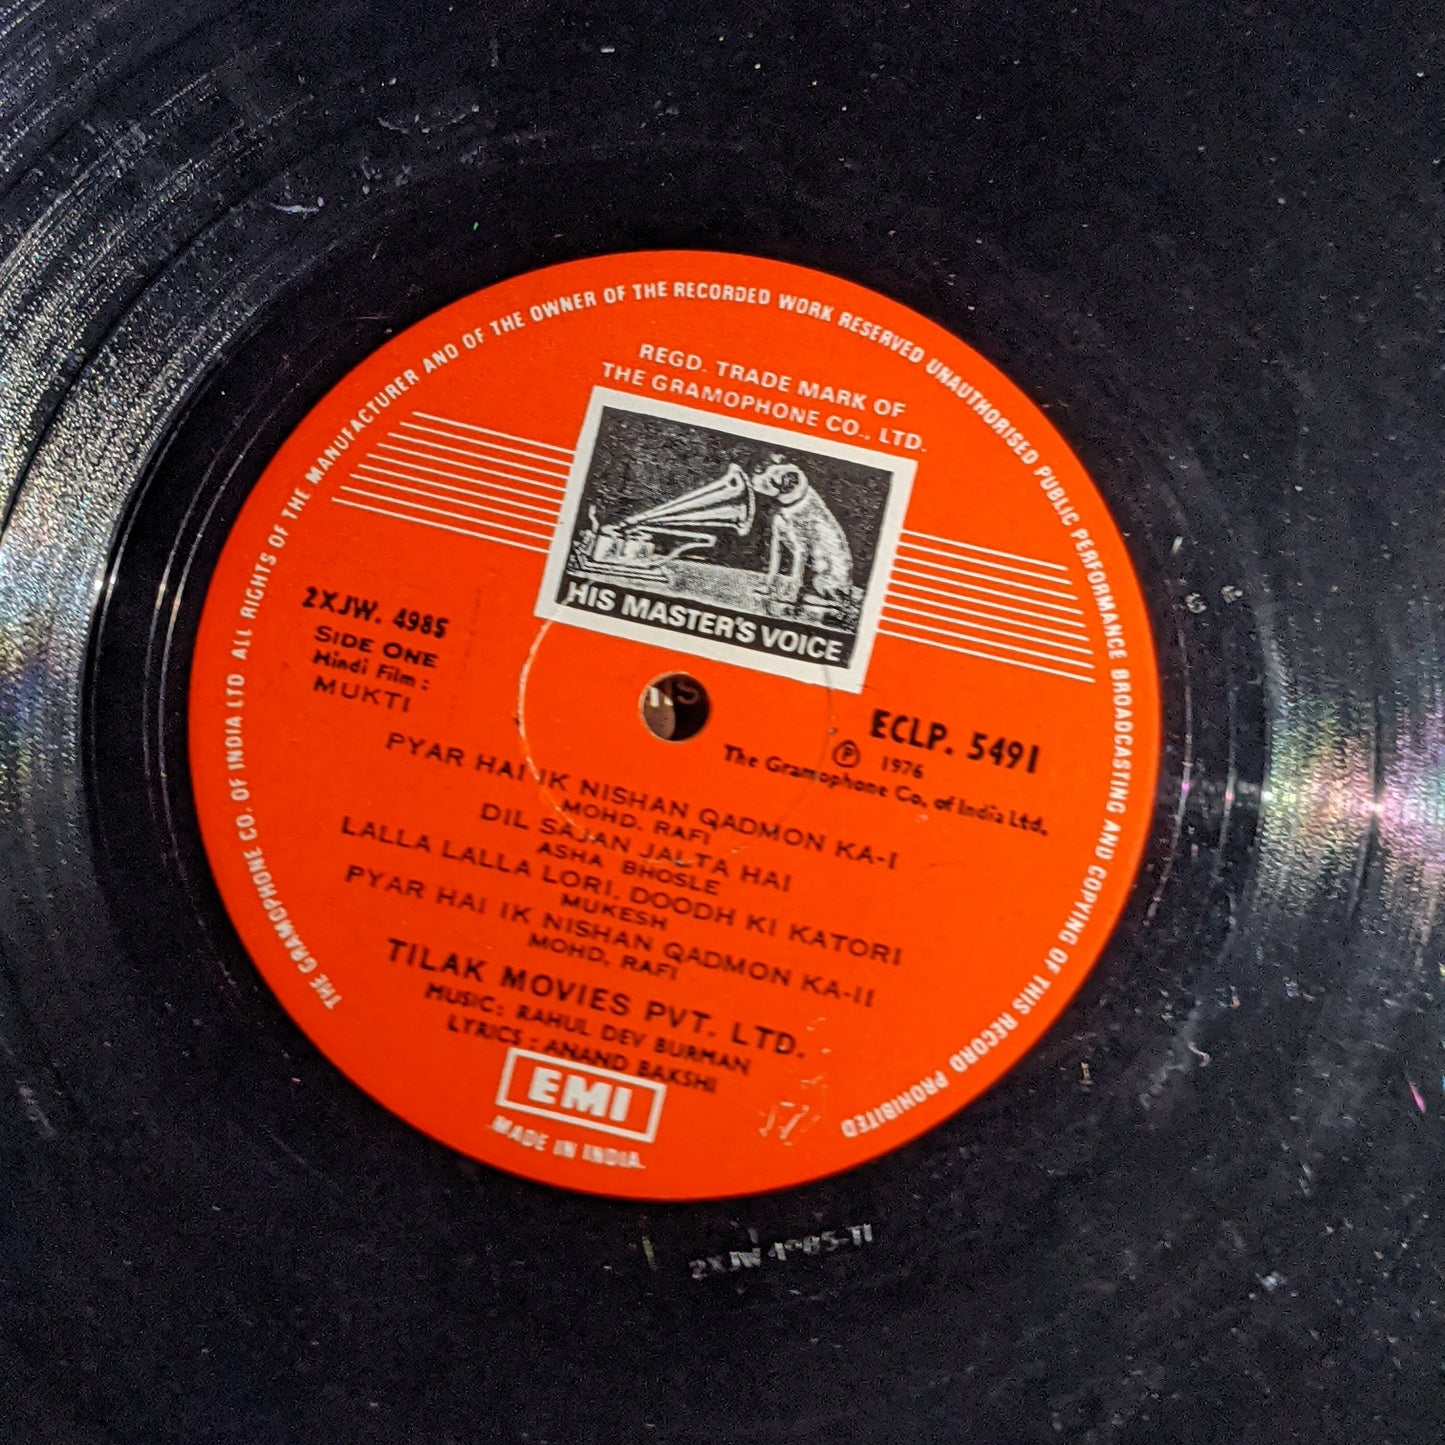 THE GRAMOPHONE CO. OF INDIA LTD. ALL RIGHTS OF THE MANUFACTURER AND OF THE OWNER OF THE RECORDED WORK RESERVED UNAUTHORISED PUBLIC PERFORMANCE BROADCASTING AND COPYING OF THIS RECORD PROHIBITED
REGD. TRADE MARK OF
THE GRAMOPHONE CO., LTD.
HIS MASTER'S VOICE
2XJW. 4985
SIDE ONE
Hindi Film :
MUKTI
ECLP. 5491
Ⓟ 1976
The Gramophone Co. of India Ltd.
PYAR HAI IK NISHAN QADMON KA-I
MOHD. RAFI
DIL SAJAN JALTA HAI
ASHA BHOSLE
LALLA LALLA LORI, DOODH KI KATORI
MUKESH
PYAR HAI IK NISHAN QADMON KA-II
MOHD. RAFI
TILAK MOVIES PVT. LTD.
MUSIC : RAHUL DEV BURMAN
LYRICS : ANAND BAKSHI
EMI
MADE IN INDIA.
2XJW 4985-T1